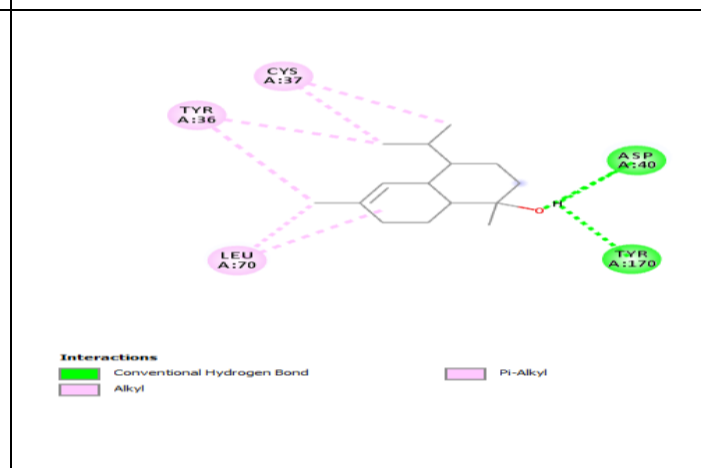 CYS
A:37
TYR
A:36
ASP
A:40
H
O
LEU
A:70
TYR
A:170
Interactions
Conventional Hydrogen Bond
Pi-Alkyl
Alkyl